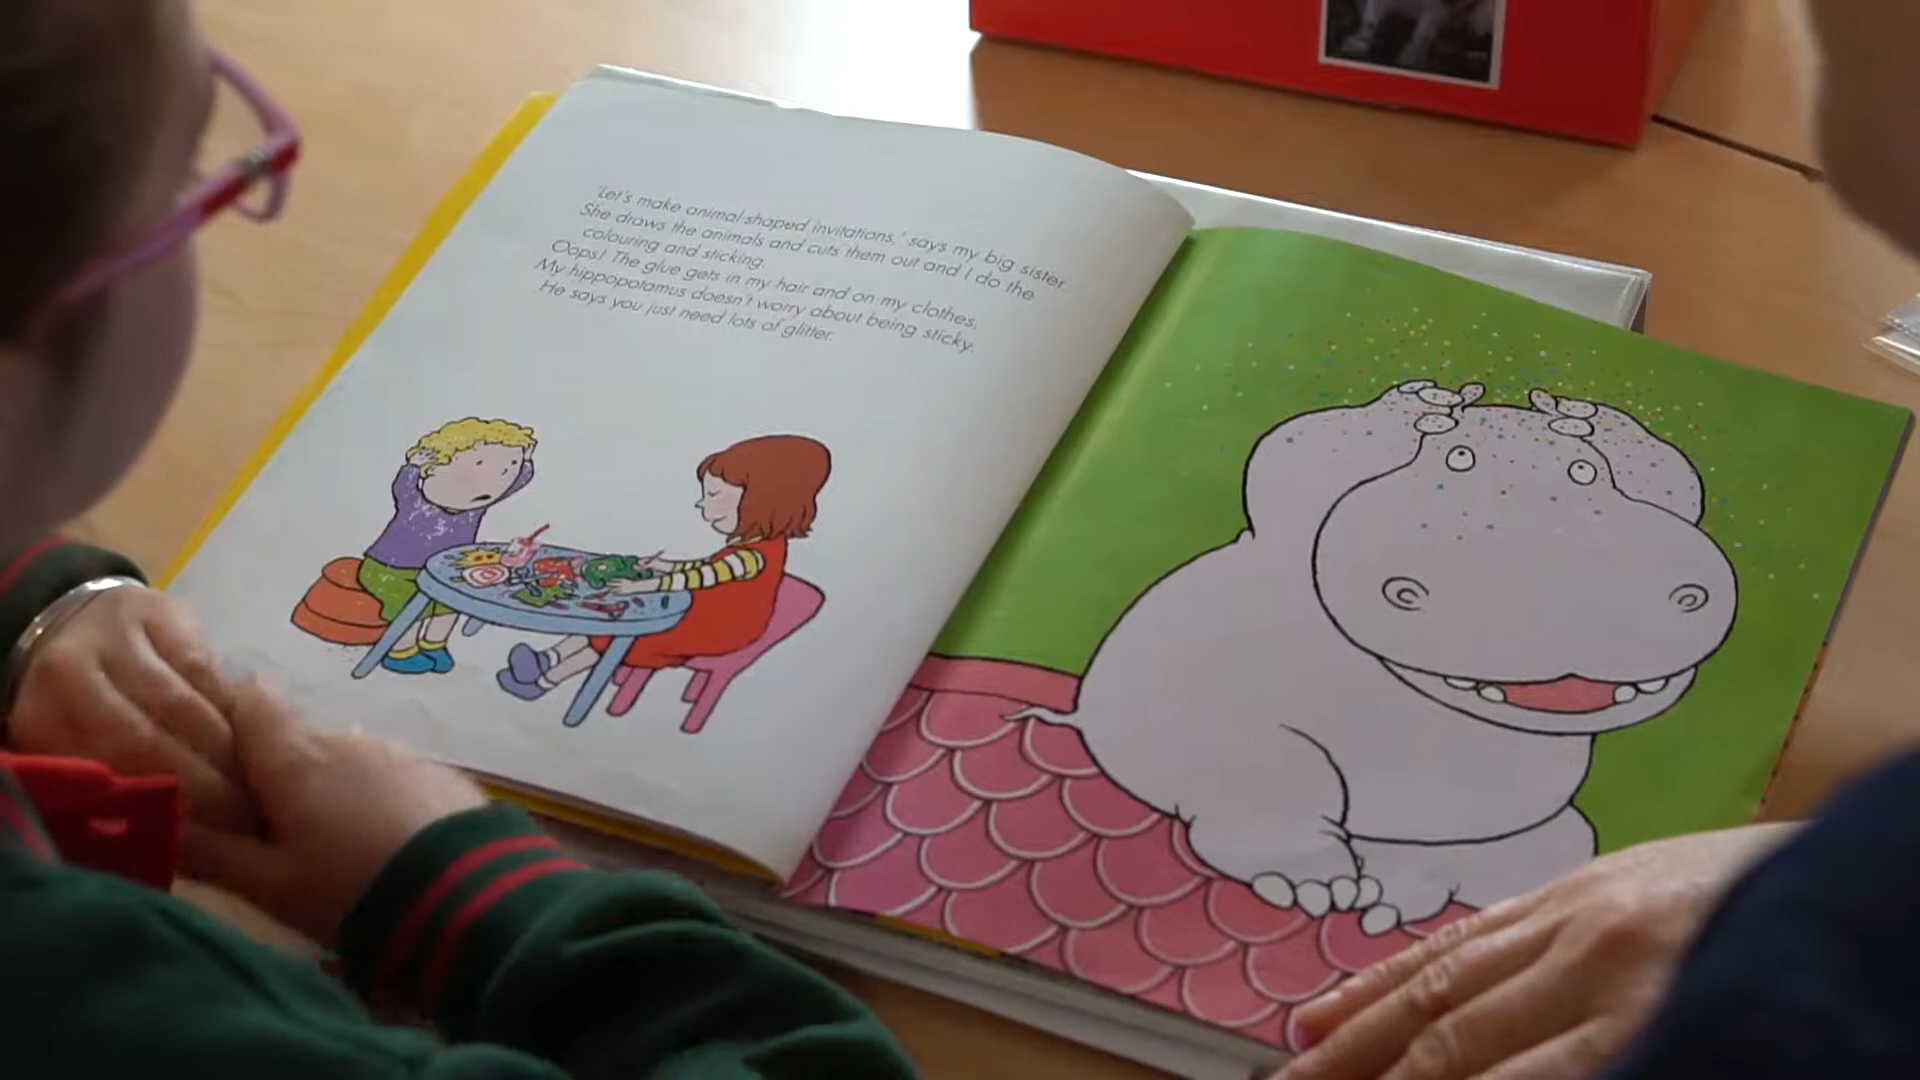 'Let's make animal-shaped invitations,' says my big sister.
She draws the animals and cuts them out and I do the
colouring and sticking.
Oops! The glue gets in my hair and on my clothes.
My hippopotamus doesn't worry about being sticky.
He says you just need lots of glitter.